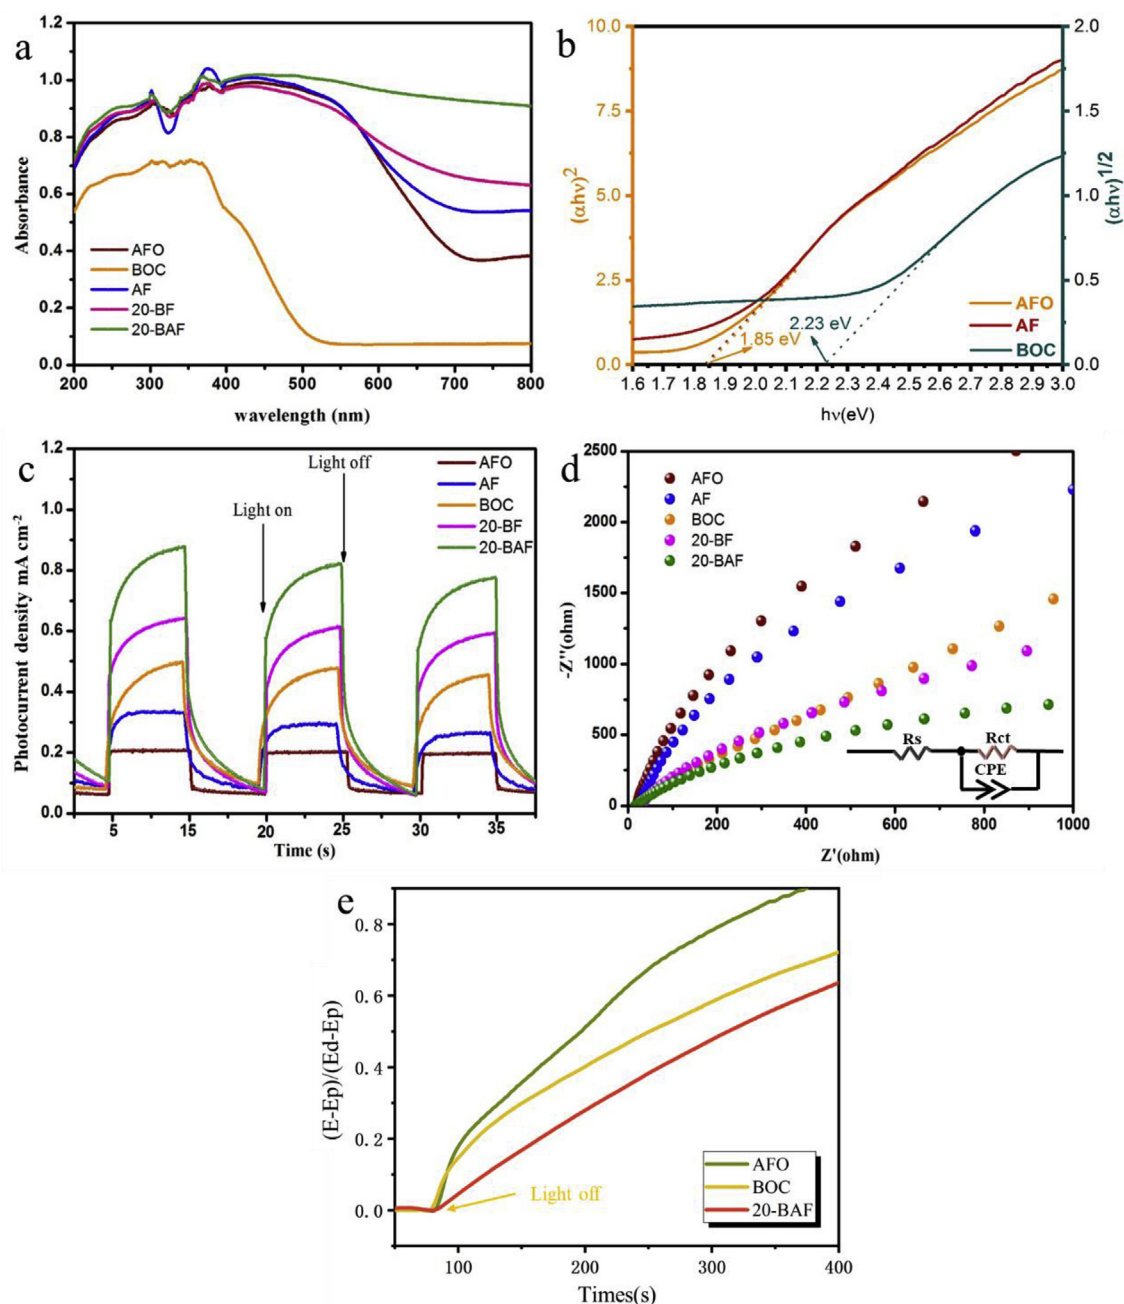 a
1.2
1.0
0.8
0.6
0.4
0.2
0.0
Absorbance
AFO
BOC
AF
20-BF
20-BAF
200 300 400 500 600 700 800
wavelength (nm)
b
10.0
7.5
5.0
2.5
0.0
(αhν)²
2.0
1.5
1.0
0.5
0.0
(αhν)^1/2
2.23 eV
1.85 eV
AFO
AF
BOC
1.6 1.7 1.8 1.9 2.0 2.1 2.2 2.3 2.4 2.5 2.6 2.7 2.8 2.9 3.0
hν(eV)
c
1.2
1.0
0.8
0.6
0.4
0.2
0.0
Photocurrent density mA cm⁻²
Light on
Light off
AFO
AF
BOC
20-BF
20-BAF
5 15 20 25 30 35
Time (s)
d
2500
2000
1500
1000
500
0
-Z''(ohm)
AFO
AF
BOC
20-BF
20-BAF
Rs
Rct
CPE
0 200 400 600 800 1000
Z'(ohm)
e
0.8
0.6
0.4
0.2
0.0
(E-Ep)/(Ed-Ep)
Light off
AFO
BOC
20-BAF
100 200 300 400
Times(s)